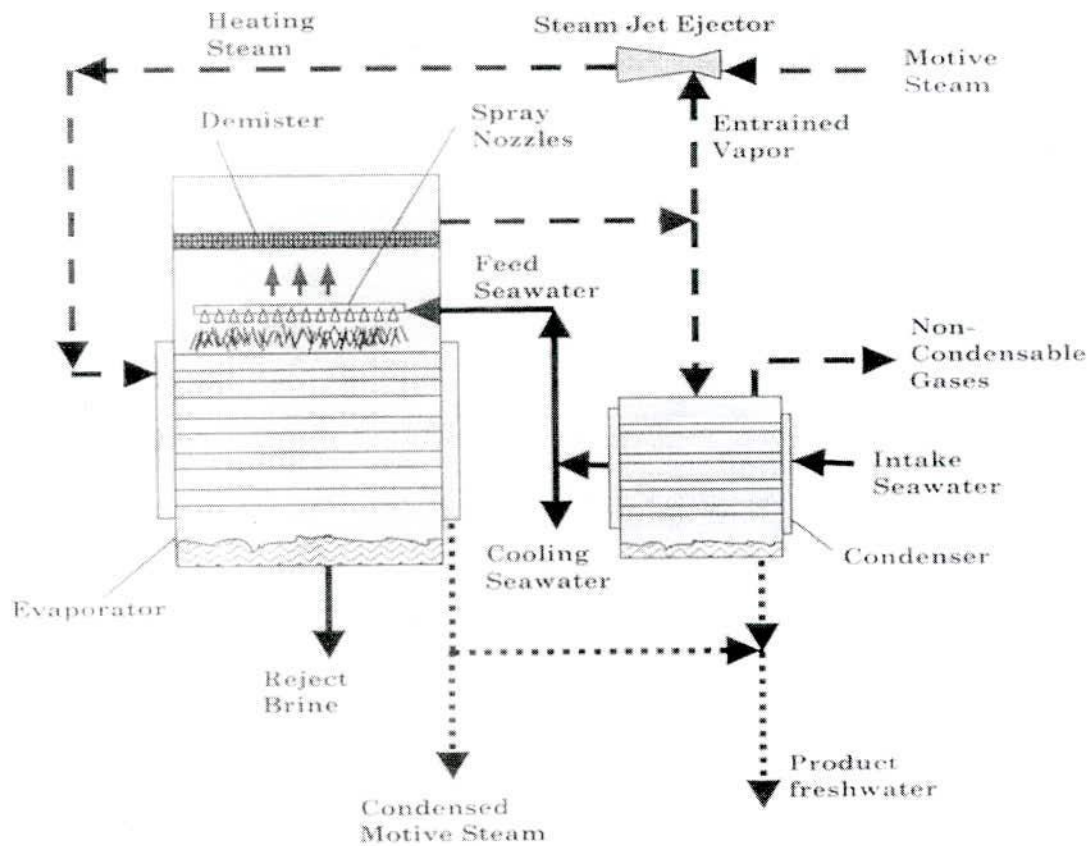 Heating
Steam
Steam Jet Ejector
Motive
Steam
Demister
Spray
Nozzles
Entrained
Vapor
Feed
Seawater
Non-
Condensable
Gases
Intake
Seawater
Cooling
Seawater
Condenser
Evaporator
Reject
Brine
Condensed
Motive Steam
Product
freshwater